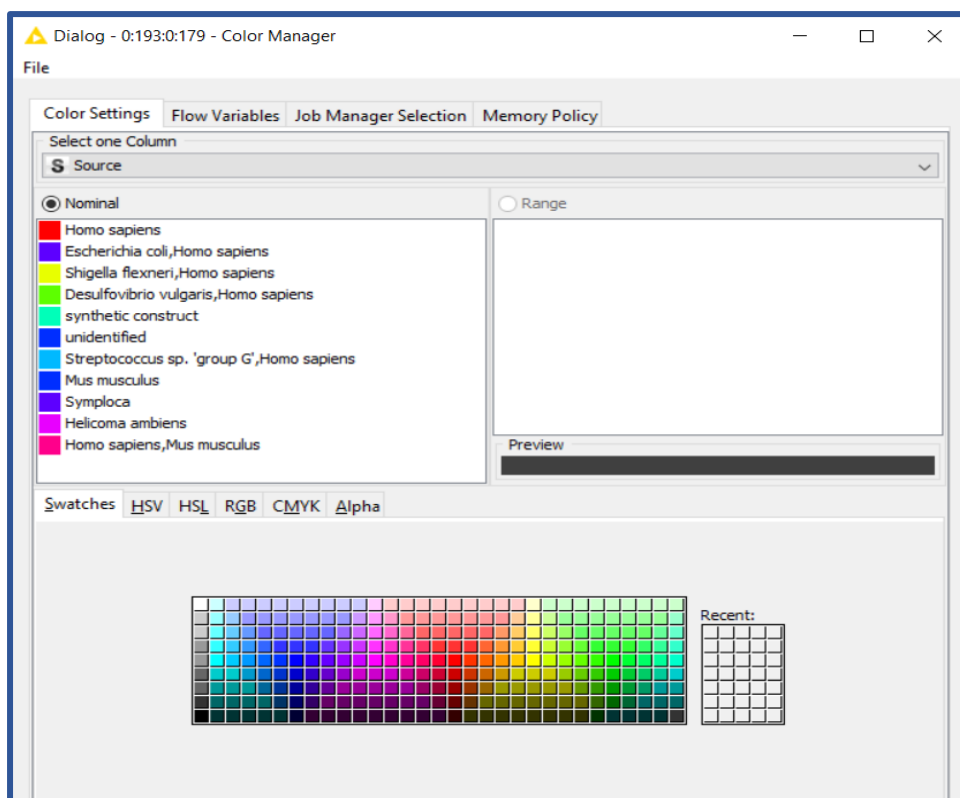 Dialog - 0:193:0:179 - Color Manager
File
Color Settings Flow Variables Job Manager Selection Memory Policy
Select one Column
S Source
Nominal
Range
Homo sapiens
Escherichia coli,Homo sapiens
Shigella flexneri,Homo sapiens
Desulfovibrio vulgaris,Homo sapiens
synthetic construct
unidentified
Streptococcus sp. 'group G',Homo sapiens
Mus musculus
Symploca
Helicoma ambiens
Homo sapiens,Mus musculus
Preview
Swatches HSV HSL RGB CMYK Alpha
Recent: